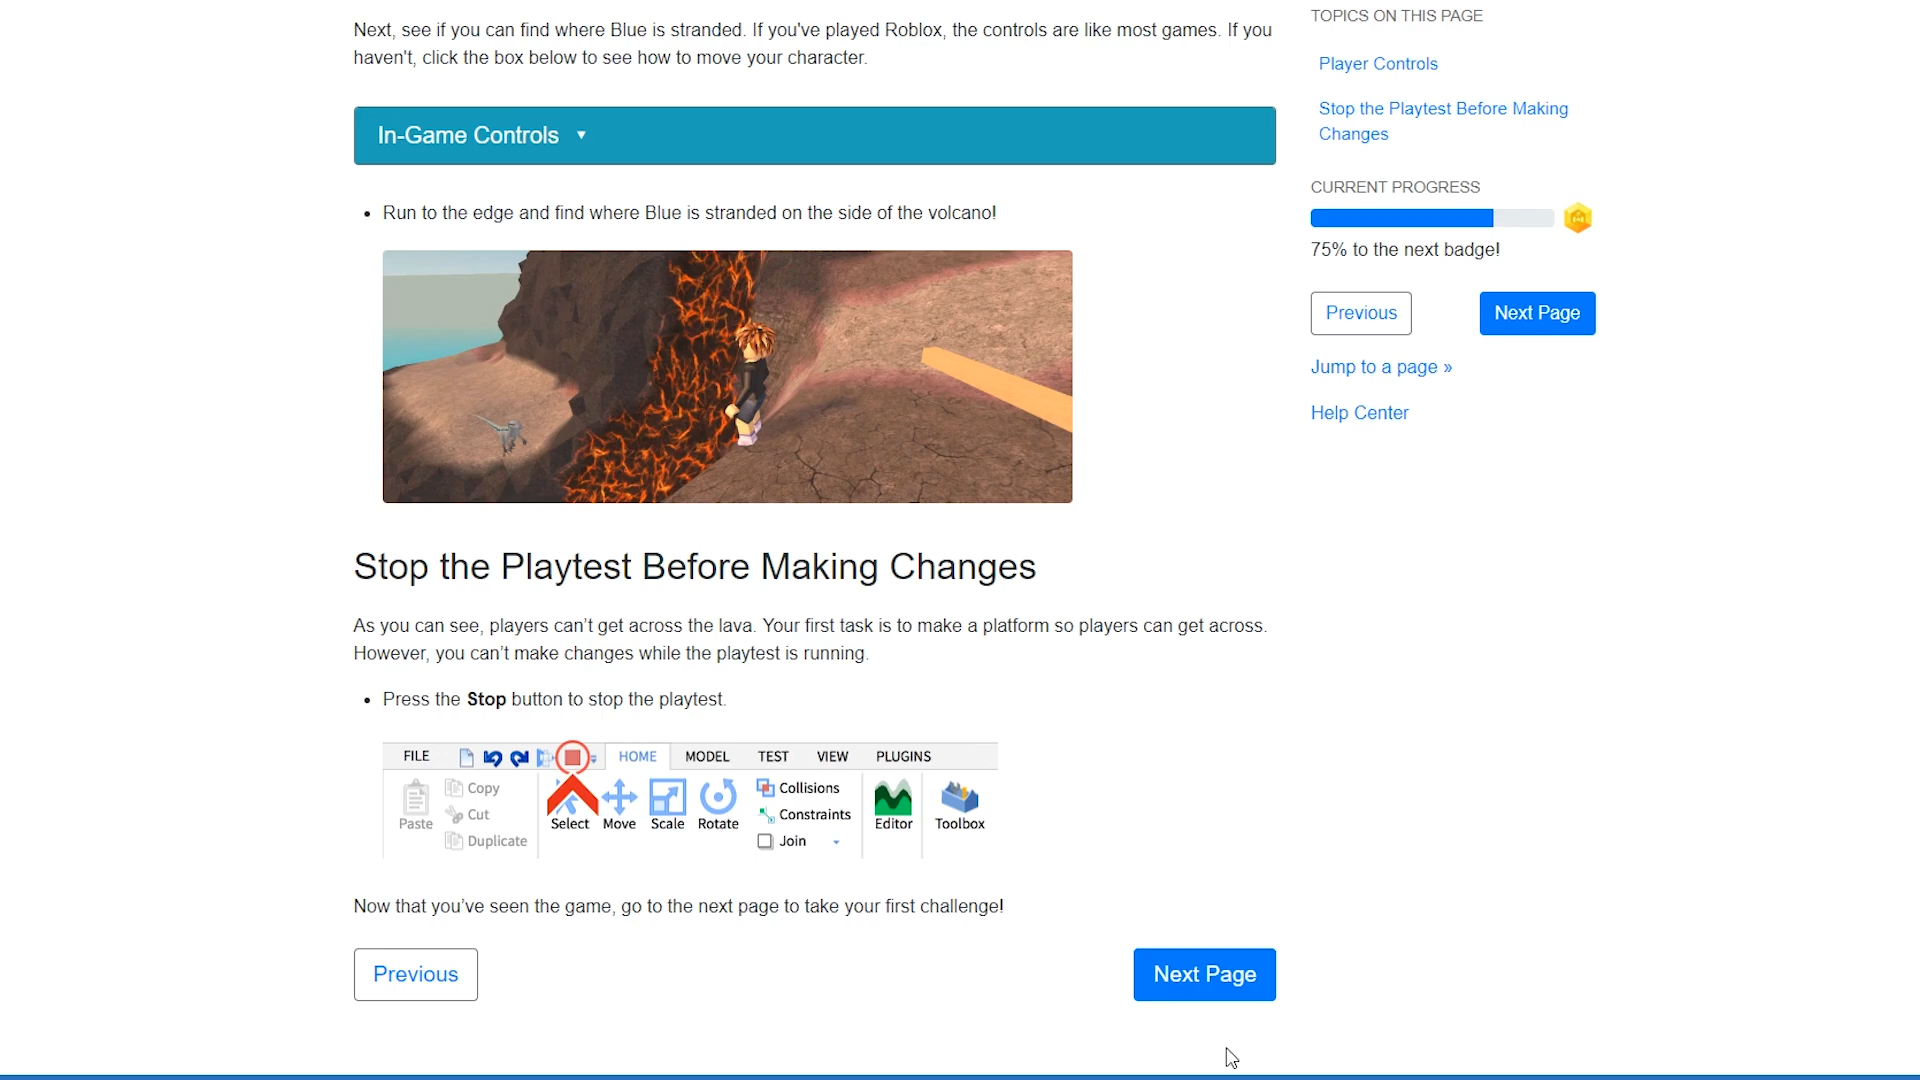 Next, see if you can find where Blue is stranded. If you've played Roblox, the controls are like most games. If you
haven't, click the box below to see how to move your character.
In-Game Controls ▼
• Run to the edge and find where Blue is stranded on the side of the volcano!
Stop the Playtest Before Making Changes
As you can see, players can’t get across the lava. Your first task is to make a platform so players can get across.
However, you can’t make changes while the playtest is running.
• Press the Stop button to stop the playtest.
FILE HOME MODEL TEST VIEW PLUGINS
Copy Collisions
Cut Constraints
Paste Select Move Scale Rotate Editor Toolbox
Duplicate Join
Now that you’ve seen the game, go to the next page to take your first challenge!
Previous Next Page
TOPICS ON THIS PAGE
Player Controls
Stop the Playtest Before Making
Changes
CURRENT PROGRESS
75% to the next badge!
Previous Next Page
Jump to a page »
Help Center